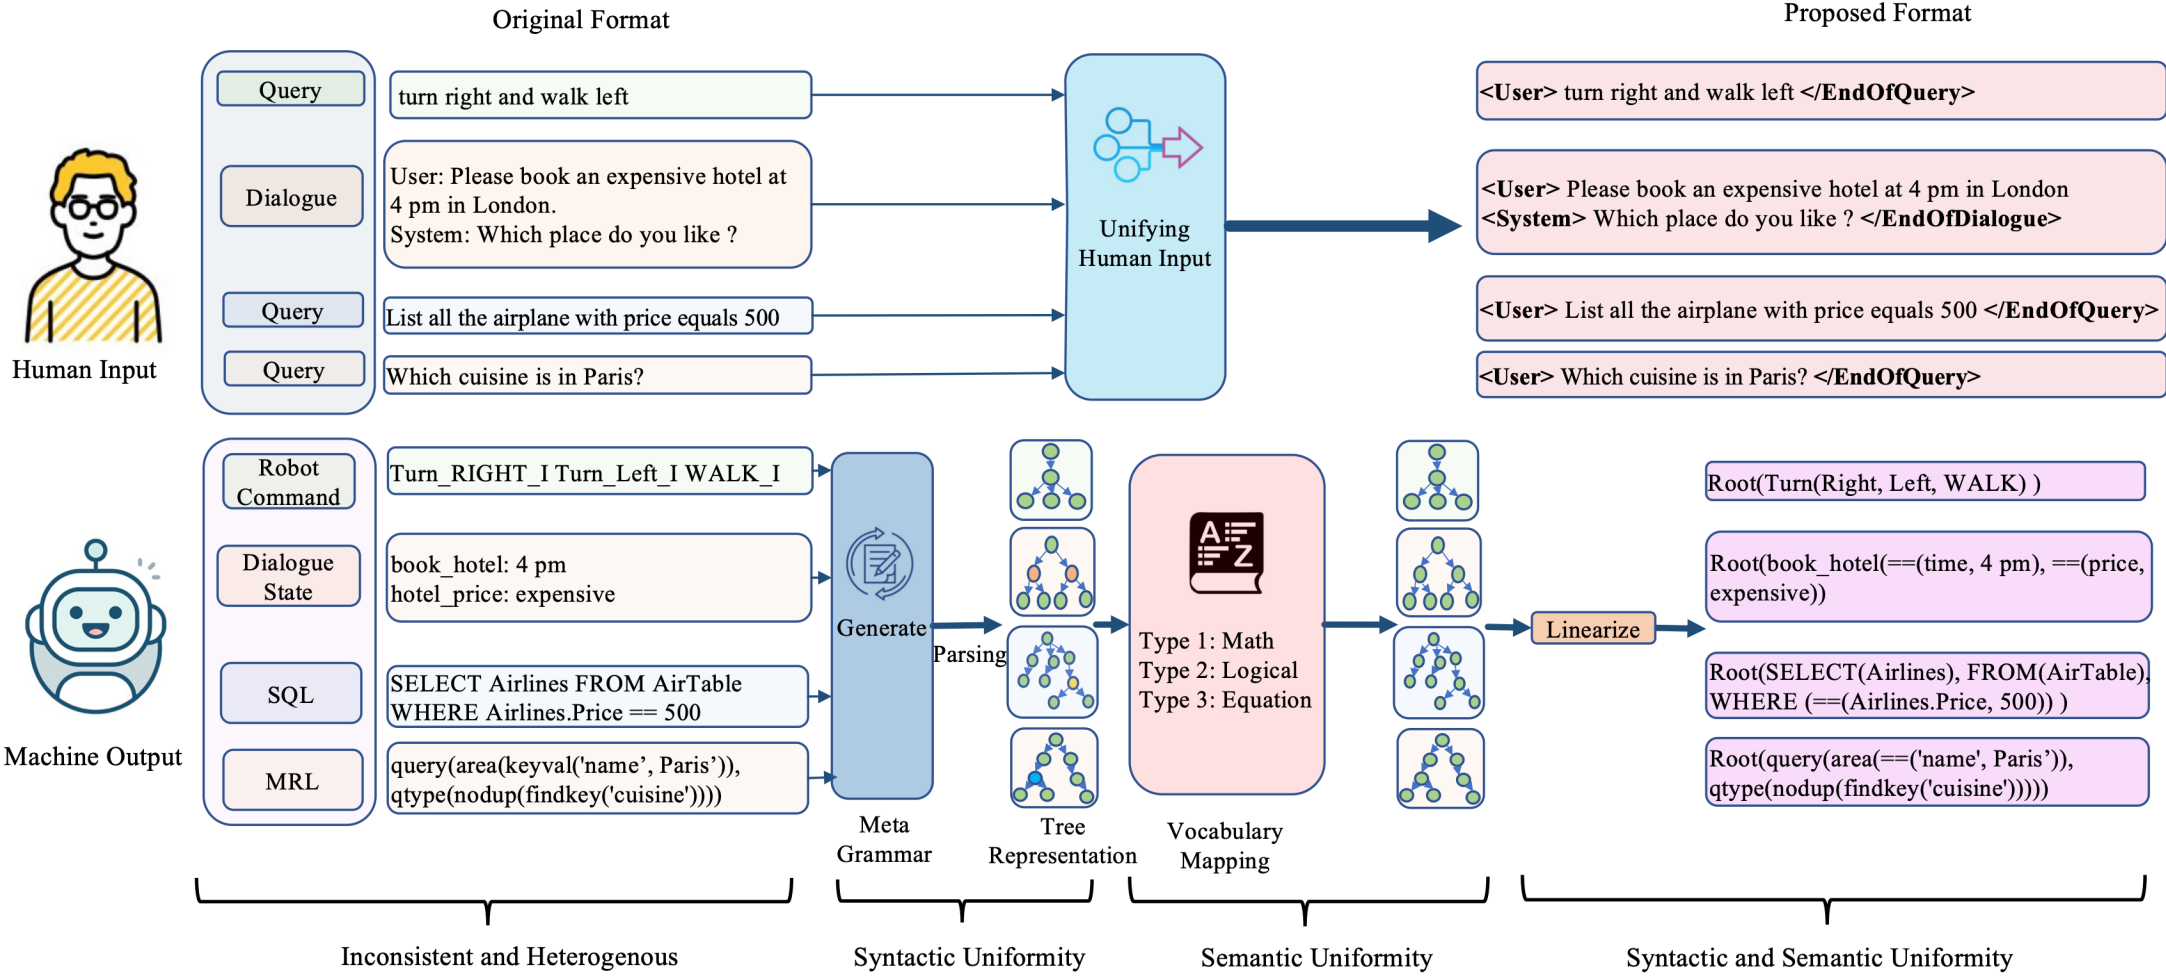 Original Format
Proposed Format
Query
turn right and walk left
<User> turn right and walk left </EndOfQuery>
Dialogue
User: Please book an expensive hotel at
4 pm in London.
System: Which place do you like ?
Unifying
Human Input
<User> Please book an expensive hotel at 4 pm in London
<System> Which place do you like ? </EndOfDialogue>
Query
List all the airplane with price equals 500
<User> List all the airplane with price equals 500 </EndOfQuery>
Human Input
Query
Which cuisine is in Paris?
<User> Which cuisine is in Paris? </EndOfQuery>
Robot
Command
Turn_RIGHT_I Turn_Left_I WALK_I
Root(Turn(Right, Left, WALK) )
Dialogue
State
book_hotel: 4 pm
hotel_price: expensive
A
Z
Root(book_hotel(==(time, 4 pm), ==(price,
expensive))
Generate
Parsing
Type 1: Math
Type 2: Logical
Type 3: Equation
Linearize
SQL
SELECT Airlines FROM AirTable
WHERE Airlines.Price == 500
Root(SELECT(Airlines), FROM(AirTable),
WHERE (==(Airlines.Price, 500)) )
Machine Output
MRL
query(area(keyval('name’, Paris’)),
qtype(nodup(findkey('cuisine'))))
Root(query(area(==('name', Paris’)),
qtype(nodup(findkey('cuisine')))))
Meta
Grammar
Tree
Representation
Vocabulary
Mapping
Inconsistent and Heterogenous
Syntactic Uniformity
Semantic Uniformity
Syntactic and Semantic Uniformity